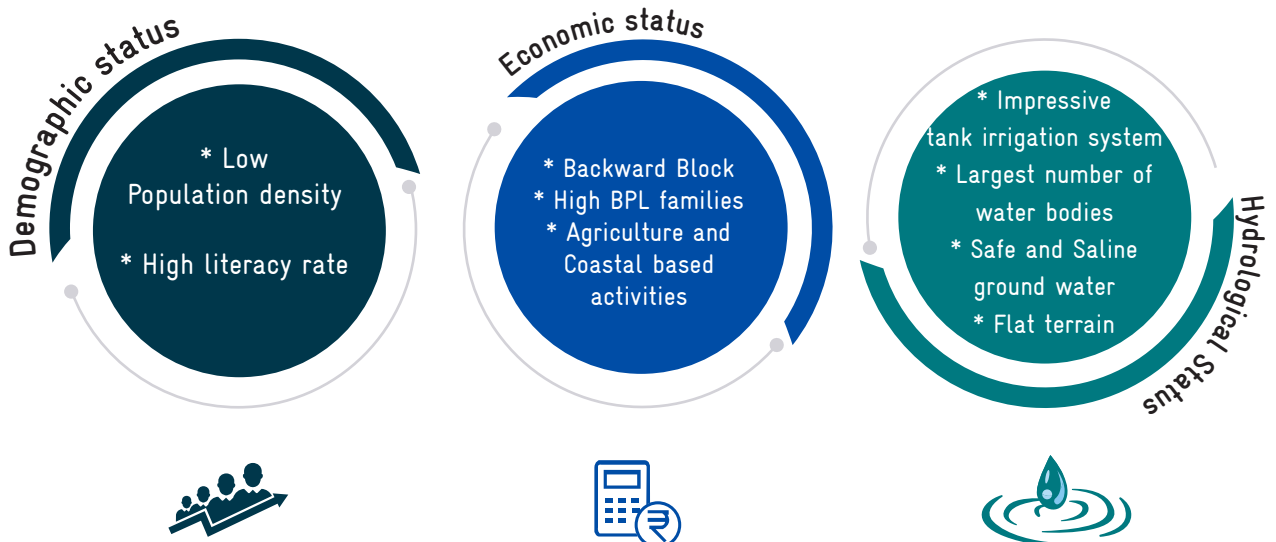 Demographic status
* Low
Population density
* High literacy rate
Economic status
* Backward Block
* High BPL families
* Agriculture and
Coastal based
activities
* Impressive
tank irrigation system
* Largest number of
water bodies
* Safe and Saline
ground water
* Flat terrain
Hydrological Status
₹